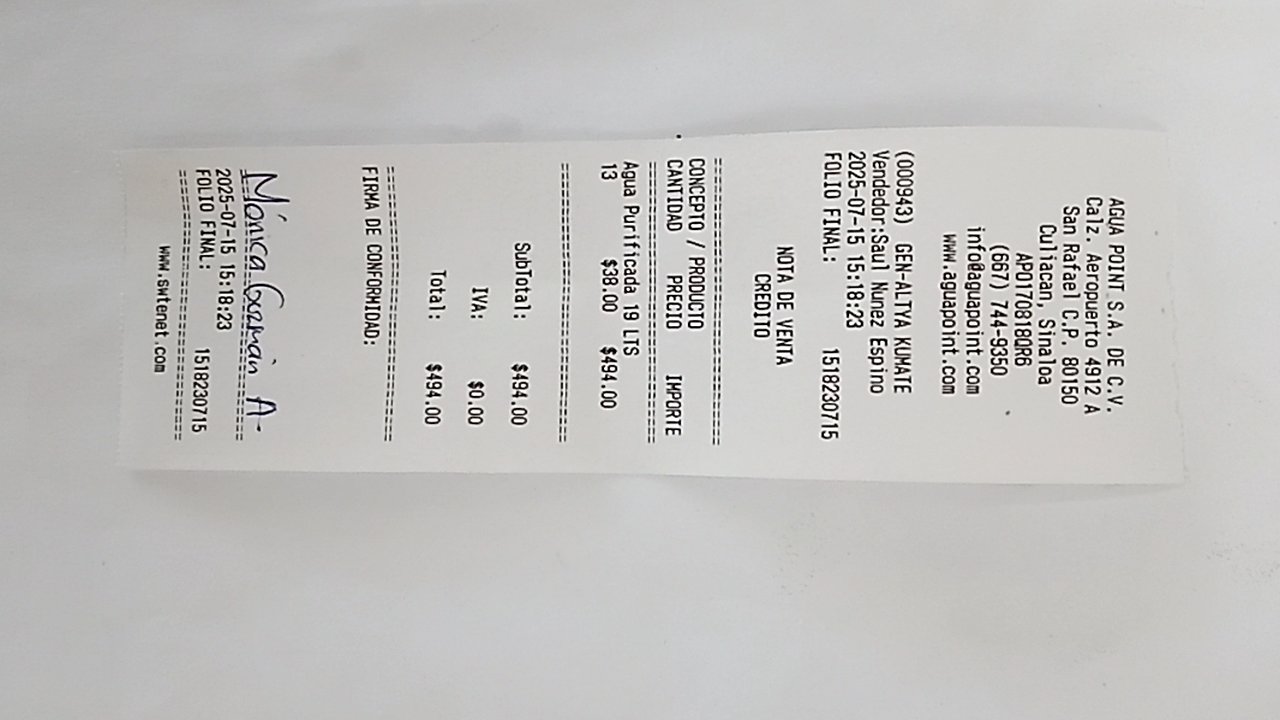 AGUA POINT S.A. DE C.V.
Calz. Aeropuerto 4912 A
San Rafael C.P. 80150
Culiacan, Sinaloa
APO170818QR6
(667) 744-9350
info@aguapoint.com
www.aguapoint.com
(000943) GEN-ALTYA KUMATE
Vendedor:Saul Nunez Espino
2025-07-15 15:18:23
FOLIO FINAL: 1518230715
NOTA DE VENTA
CREDITO
================================
CONCEPTO / PRODUCTO
CANTIDAD PRECIO IMPORTE
================================
Agua Purificada 19 LTS
13 $38.00 $494.00
================================
SubTotal: $494.00
IVA: $0.00
Total: $494.00
================================
FIRMA DE CONFORMIDAD:
Mónica Germán A.
================================
2025-07-15 15:18:23
FOLIO FINAL: 1518230715
================================
www.swtenet.com